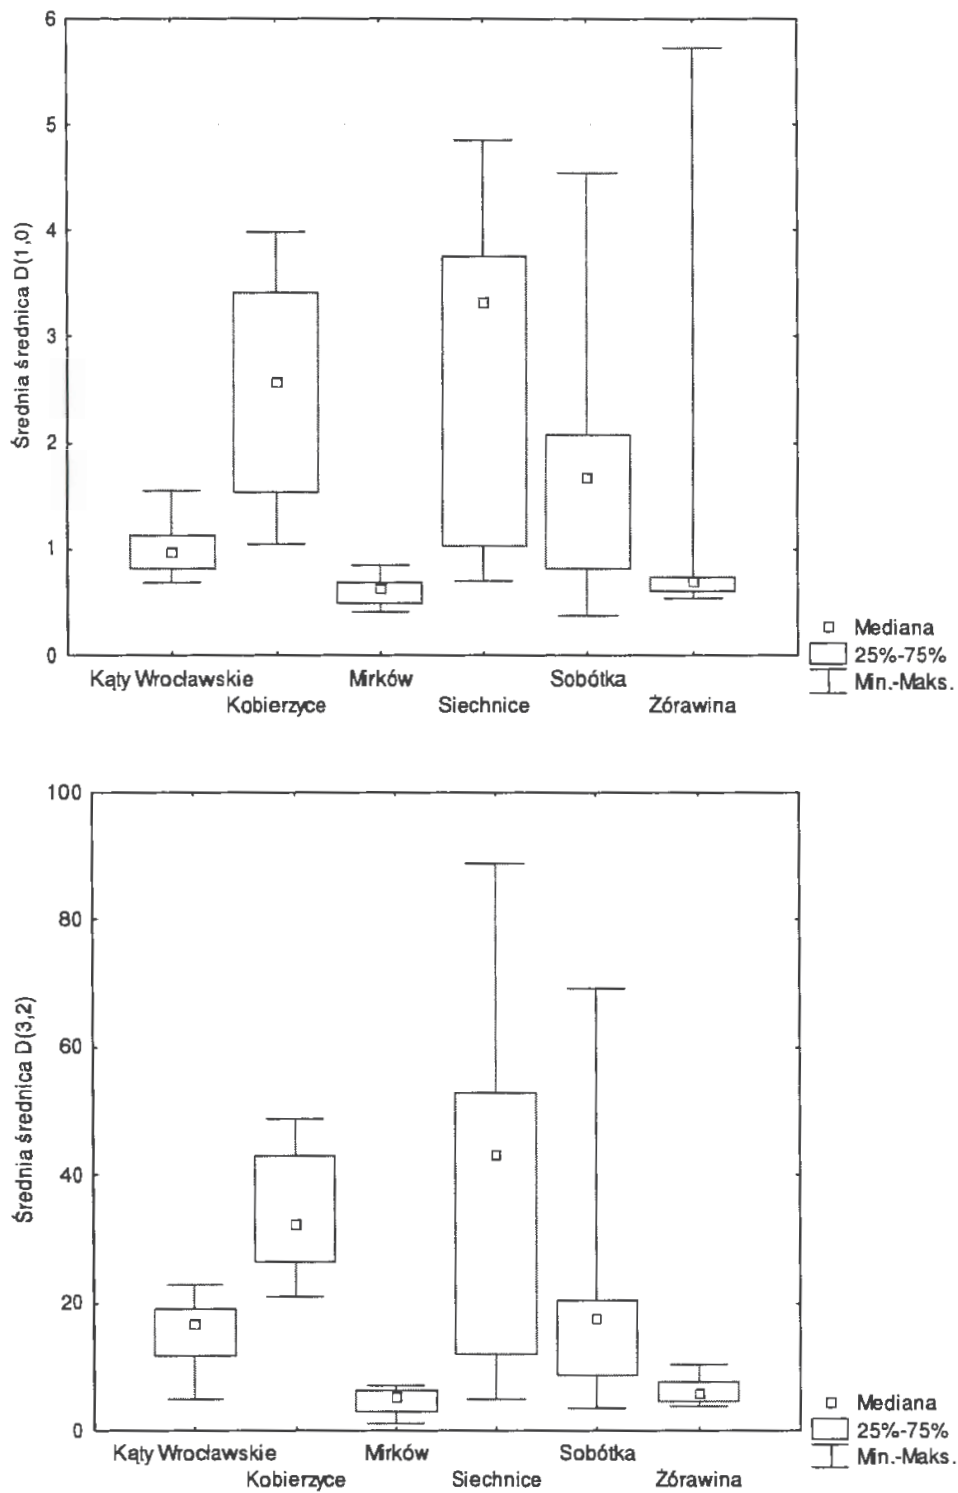 6
5
4
3
2
1
0
Średnia średnica D(1,0)
Kąty Wrocławskie
Mirków
Sobótka
Kobierzyce
Siechnice
Żórawina
Mediana
25%-75%
Min.-Maks.
100
80
60
40
20
0
Średnia średnica D(3,2)
Kąty Wrocławskie
Mirków
Sobótka
Kobierzyce
Siechnice
Żórawina
Mediana
25%-75%
Min.-Maks.